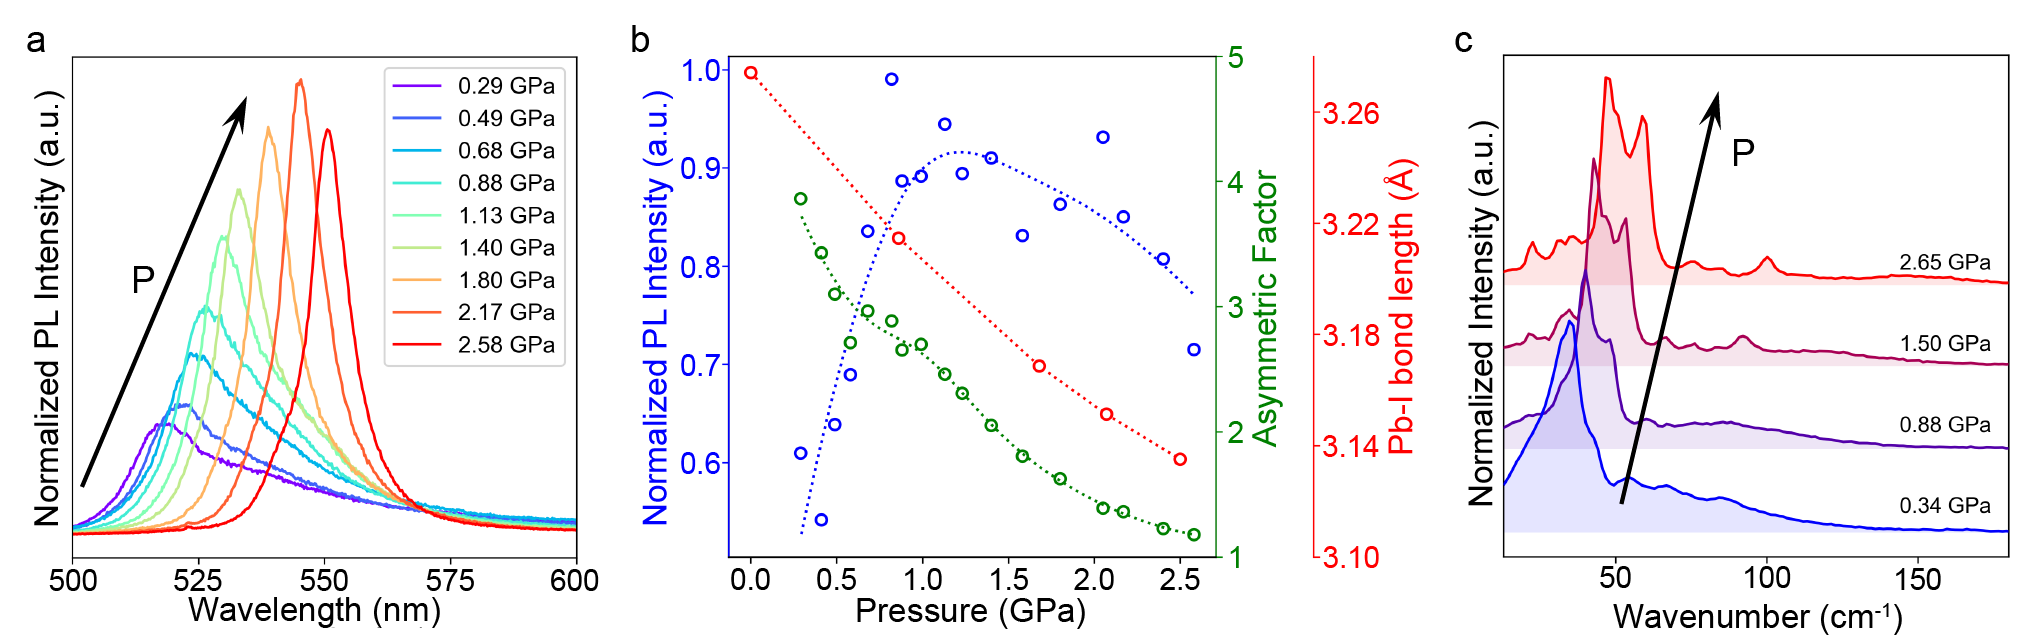 a
Normalized PL Intensity (a.u.)
P
0.29 GPa
0.49 GPa
0.68 GPa
0.88 GPa
1.13 GPa
1.40 GPa
1.80 GPa
2.17 GPa
2.58 GPa
500
525
550
575
600
Wavelength (nm)
b
Normalized PL Intensity (a.u.)
1.0
0.9
0.8
0.7
0.6
0.0
0.5
1.0
1.5
2.0
2.5
Pressure (GPa)
5
4
3
2
1
Asymmetric Factor
3.26
3.22
3.18
3.14
3.10
Pb-I bond length (Å)
c
Normalized Intensity (a.u.)
P
2.65 GPa
1.50 GPa
0.88 GPa
0.34 GPa
50
100
150
Wavenumber (cm⁻¹)